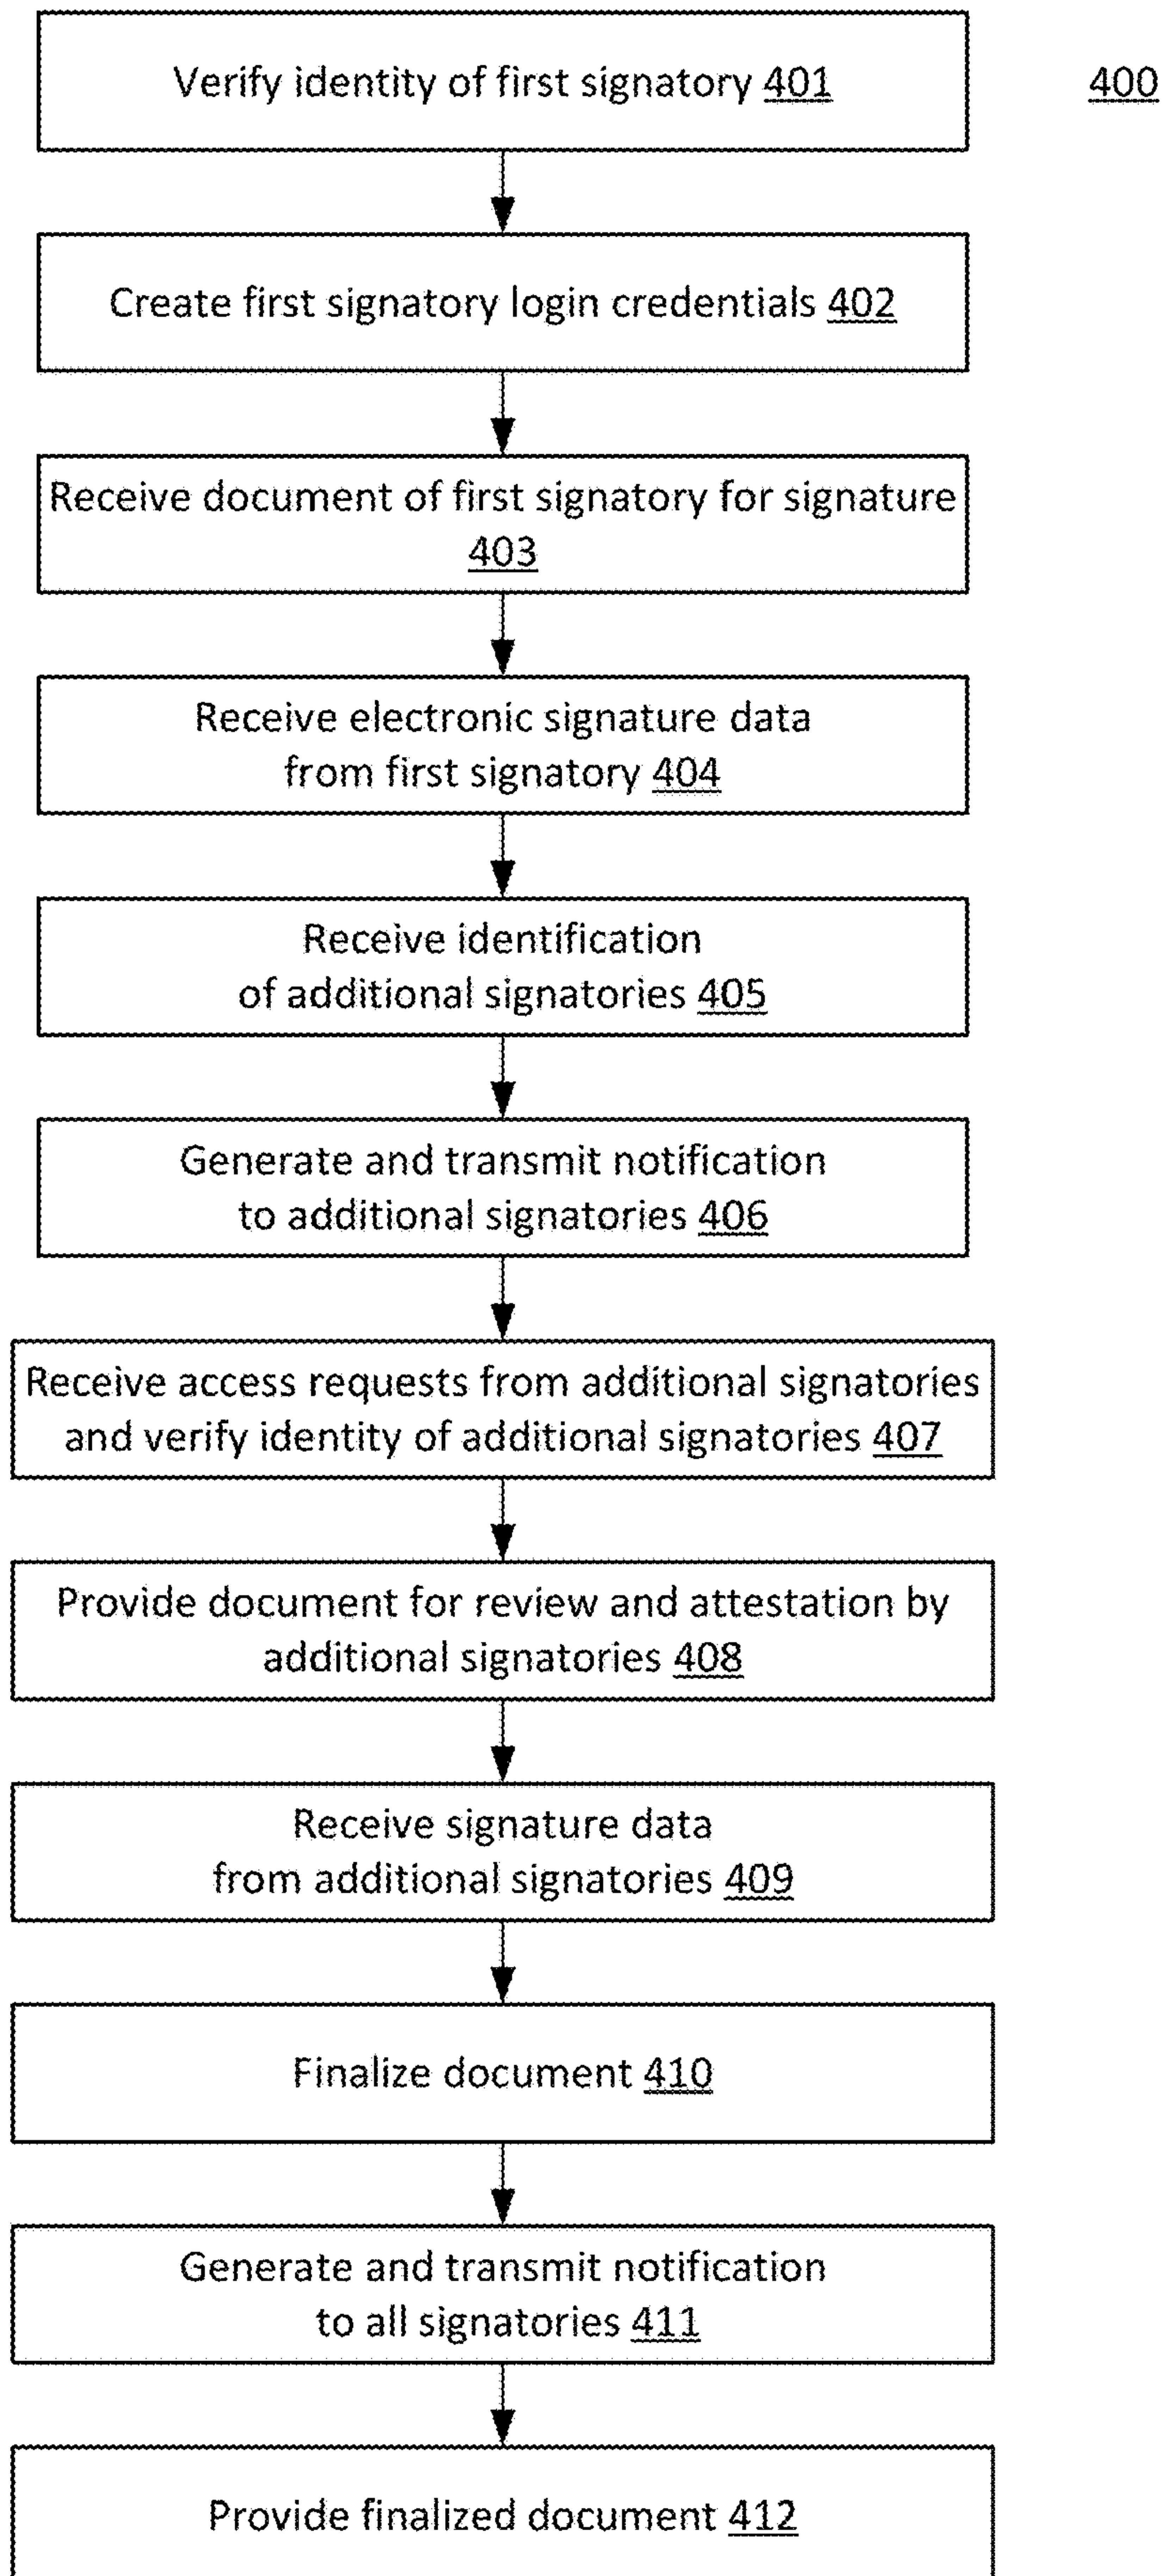 Verify identity of first signatory 401
400
Create first signatory login credentials 402
Receive document of first signatory for signature
403
Receive electronic signature data
from first signatory 404
Receive identification
of additional signatories 405
Generate and transmit notification
to additional signatories 406
Receive access requests from additional signatories
and verify identity of additional signatories 407
Provide document for review and attestation by
additional signatories 408
Receive signature data
from additional signatories 409
Finalize document 410
Generate and transmit notification
to all signatories 411
Provide finalized document 412